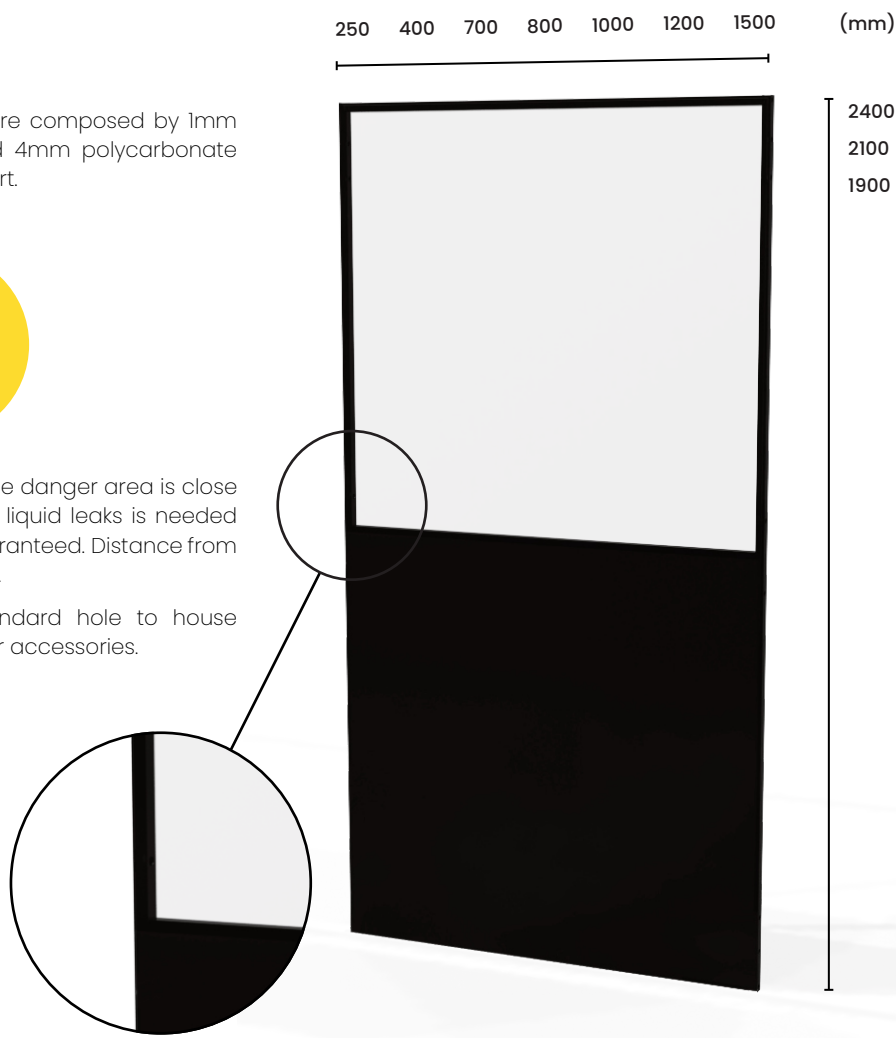 250 400 700 800 1000 1200 1500 (mm)
2400
2100
1900
re composed by 1mm
4mm polycarbonate
rt.
e danger area is close
liquid leaks is needed
ranteed. Distance from
ndard hole to house
r accessories.